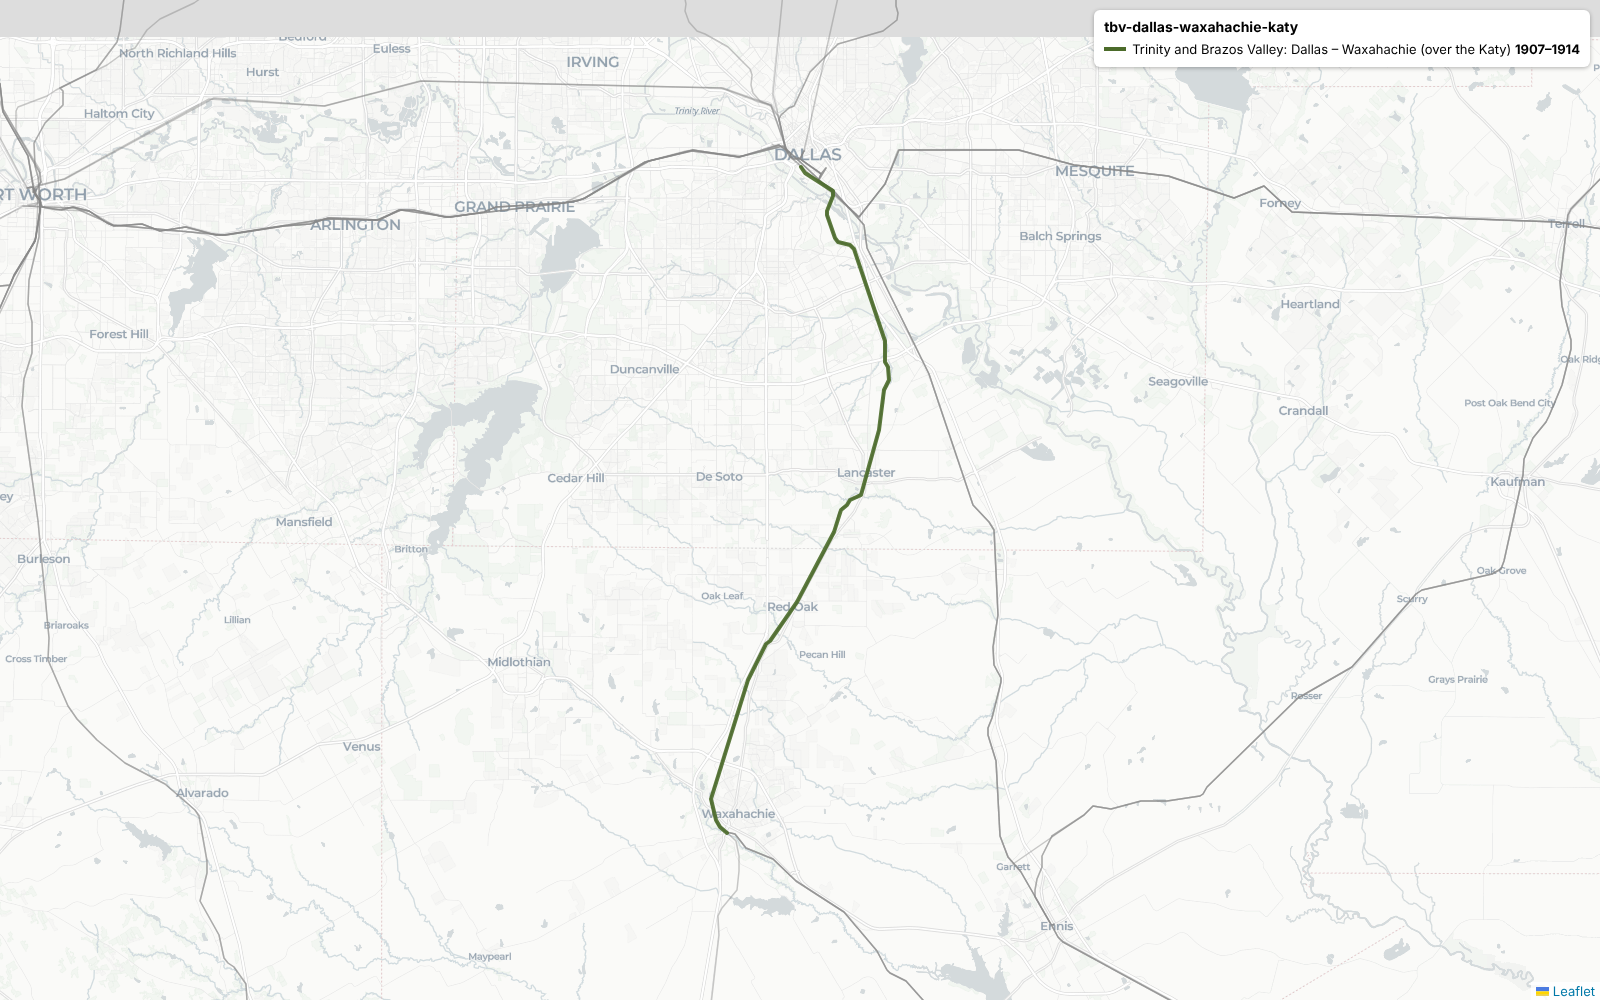 tbv-dallas-waxahachie-katy
Trinity and Brazos Valley: Dallas – Waxahachie (over the Katy) 1907–1914
Bedford
Euless
North Richland Hills
IRVING
Hurst
Haltom City
Trinity River
DALLAS
MESQUITE
RT WORTH
GRAND PRAIRIE
Forney
ARLINGTON
Terrell
Balch Springs
Heartland
Forest Hill
Oak Ridg
Duncanville
Seagoville
Post Oak Bend City
Crandall
Lancaster
Cedar Hill
De Soto
Kaufman
ey
Mansfield
Britton
Burleson
Oak Grove
Oak Leaf
Scurry
Red Oak
Lillian
Briaroaks
Pecan Hill
Cross Timber
Midlothian
Grays Prairie
Rosser
Venus
Alvarado
Waxahachie
Garrett
Ennis
Maypearl
Leaflet